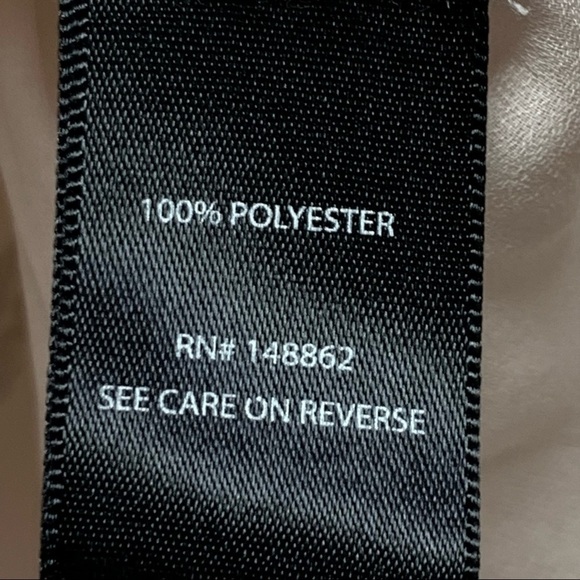 100% POLYESTER
RN# 148862
SEE CARE ON REVERSE